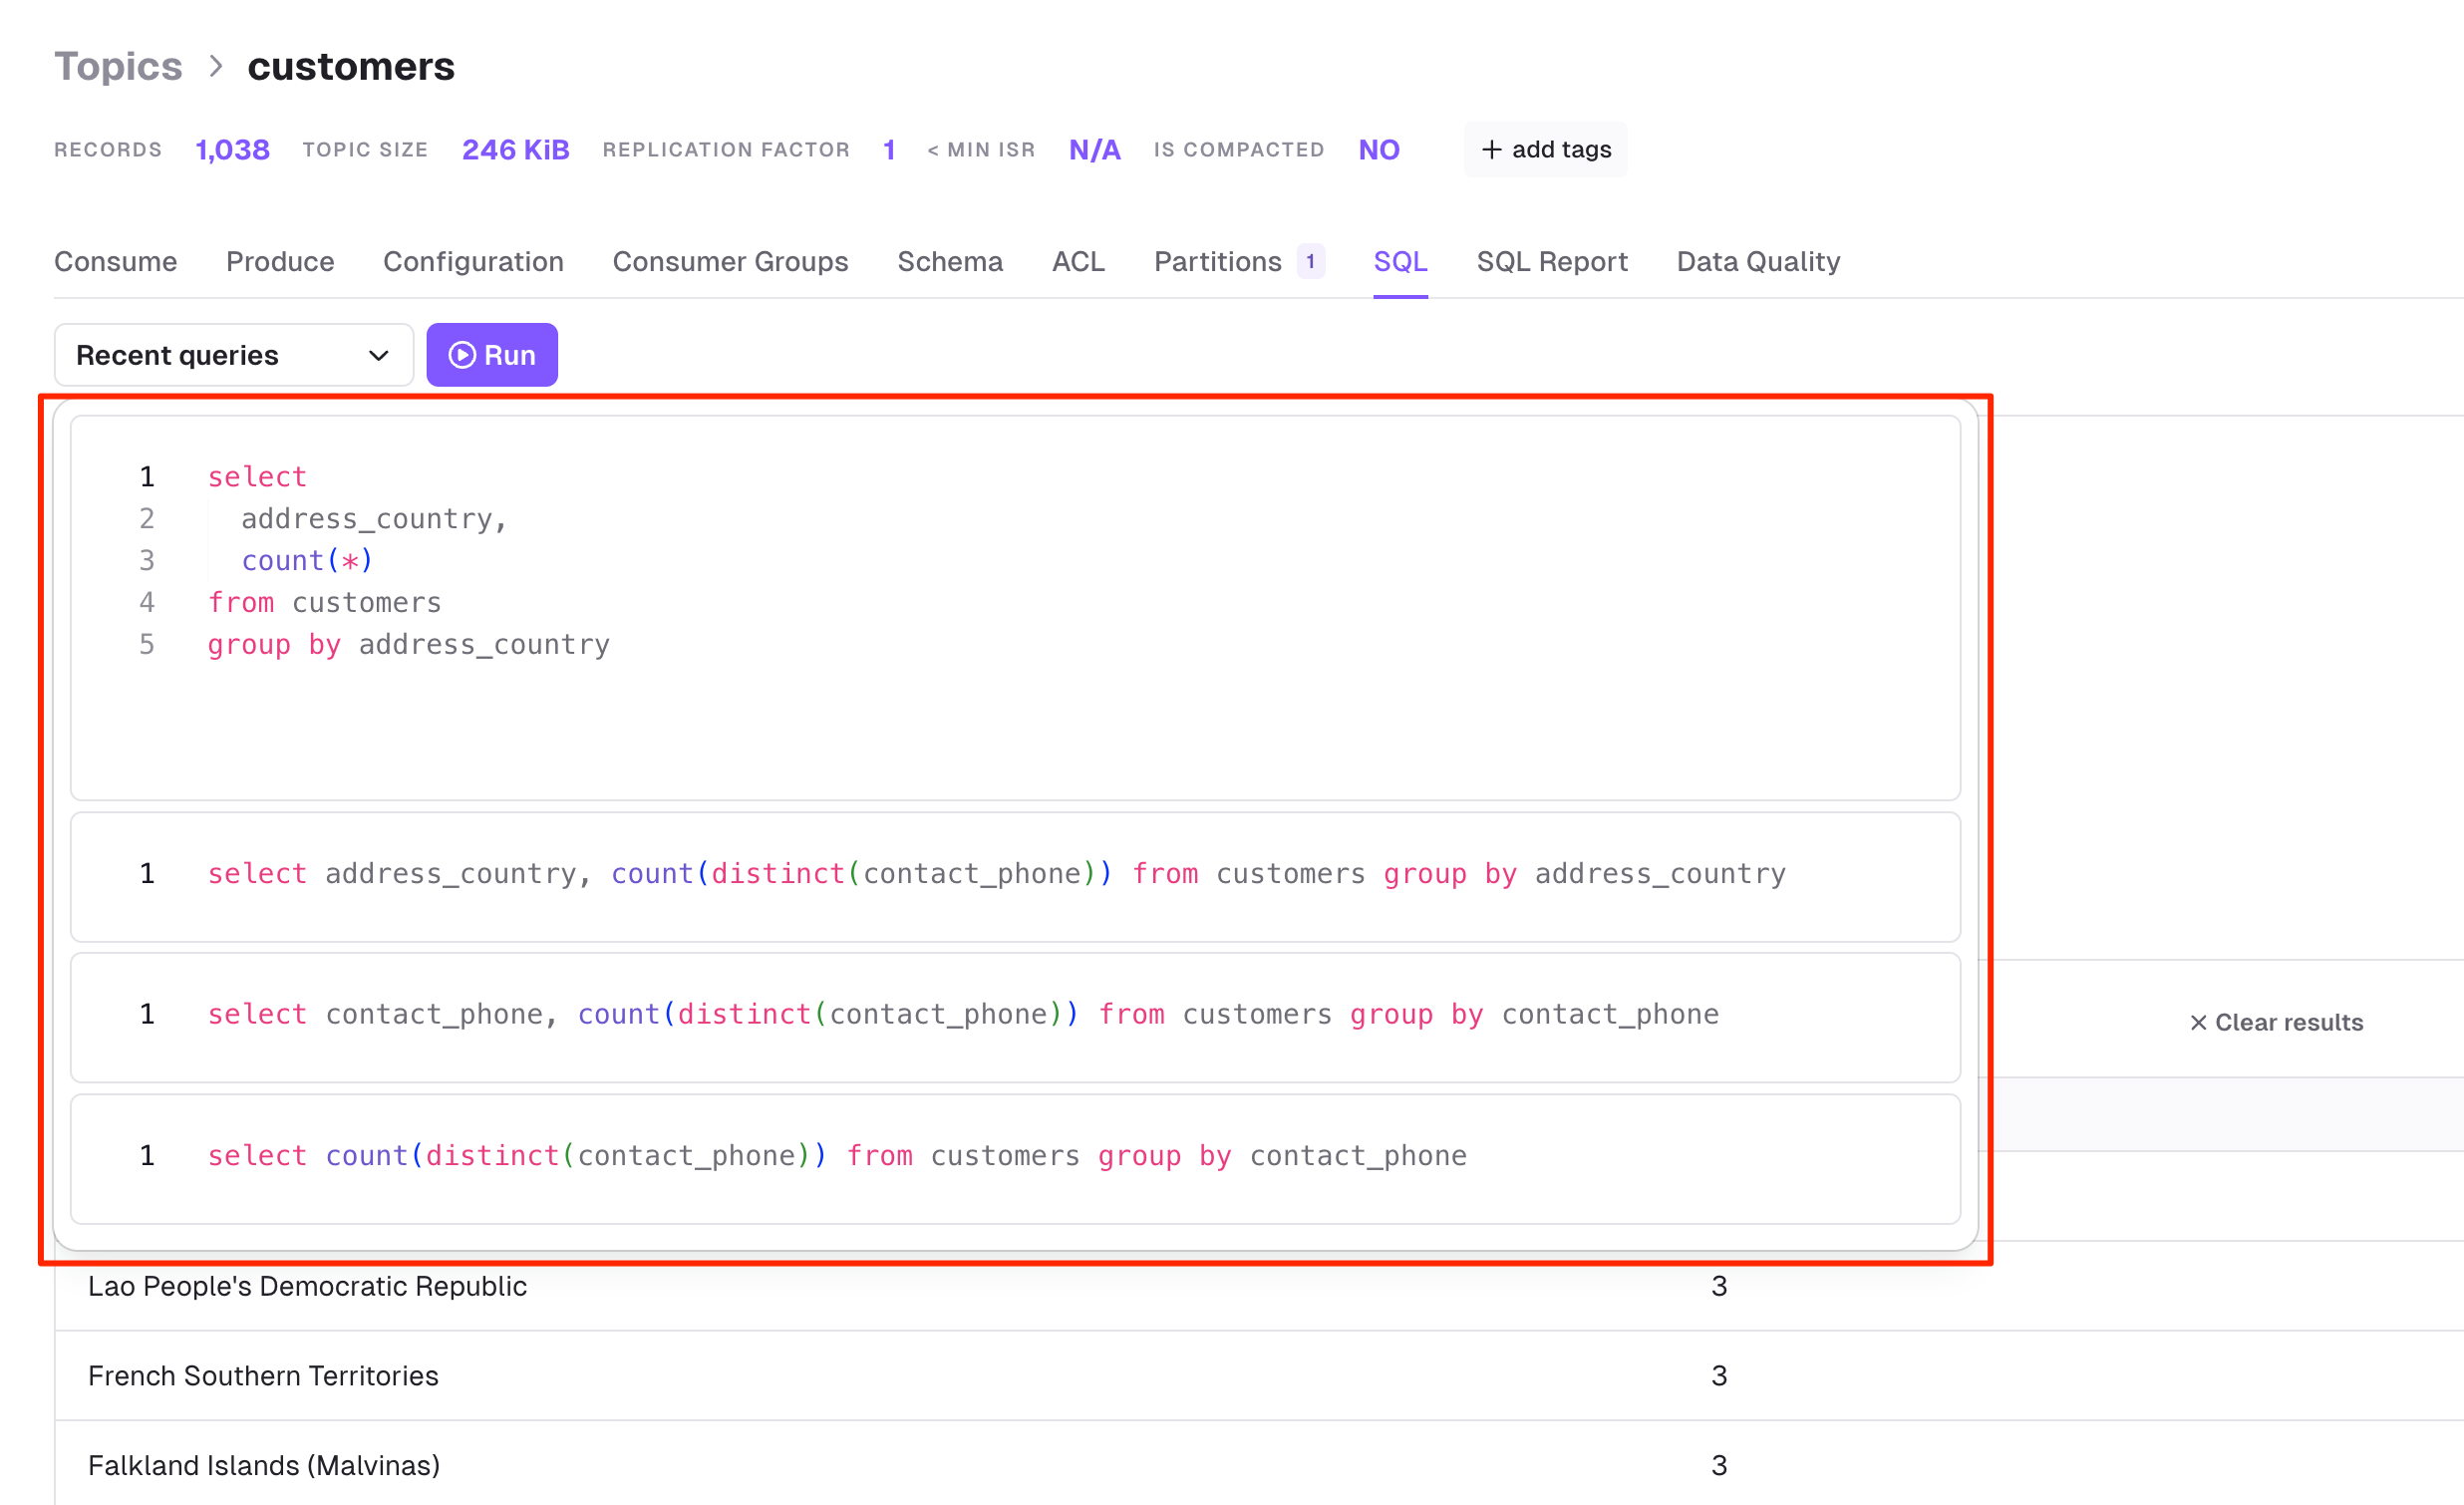 Topics > customers
RECORDS 1,038 TOPIC SIZE 246 KiB REPLICATION FACTOR 1 < MIN ISR N/A IS COMPACTED NO + add tags
Consume Produce Configuration Consumer Groups Schema ACL Partitions 1 SQL SQL Report Data Quality
Recent queries Run
1 select
2 address_country,
3 count(*)
4 from customers
5 group by address_country
1 select address_country, count(distinct(contact_phone)) from customers group by address_country
1 select contact_phone, count(distinct(contact_phone)) from customers group by contact_phone
× Clear results
1 select count(distinct(contact_phone)) from customers group by contact_phone
Lao People's Democratic Republic 3
French Southern Territories 3
Falkland Islands (Malvinas) 3